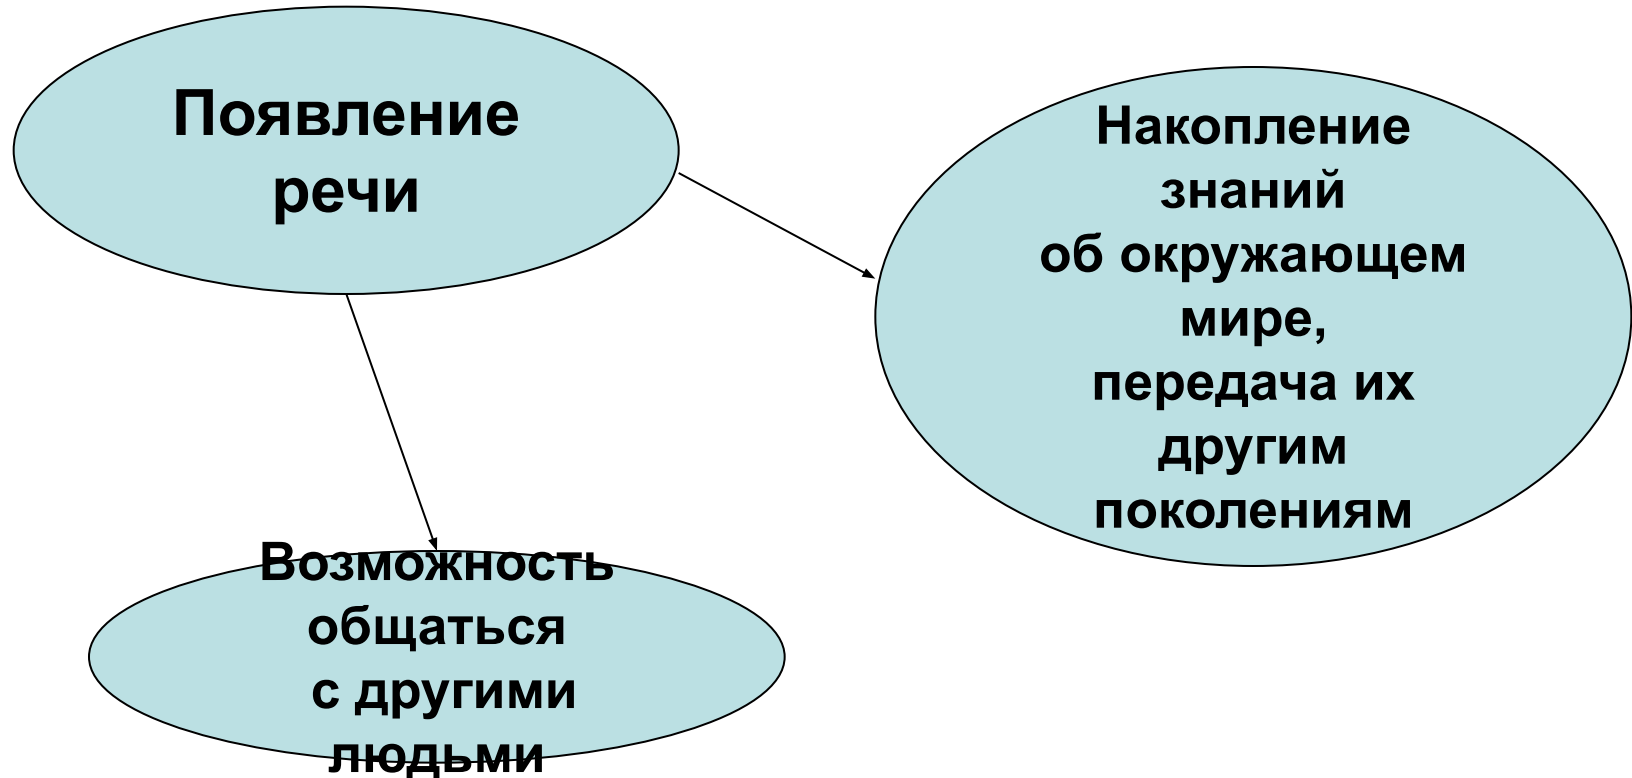 Появление
речи
Накопление
знаний
об окружающем
мире,
передача их
другим
поколениям
Возможность
общаться
с другими
людьми